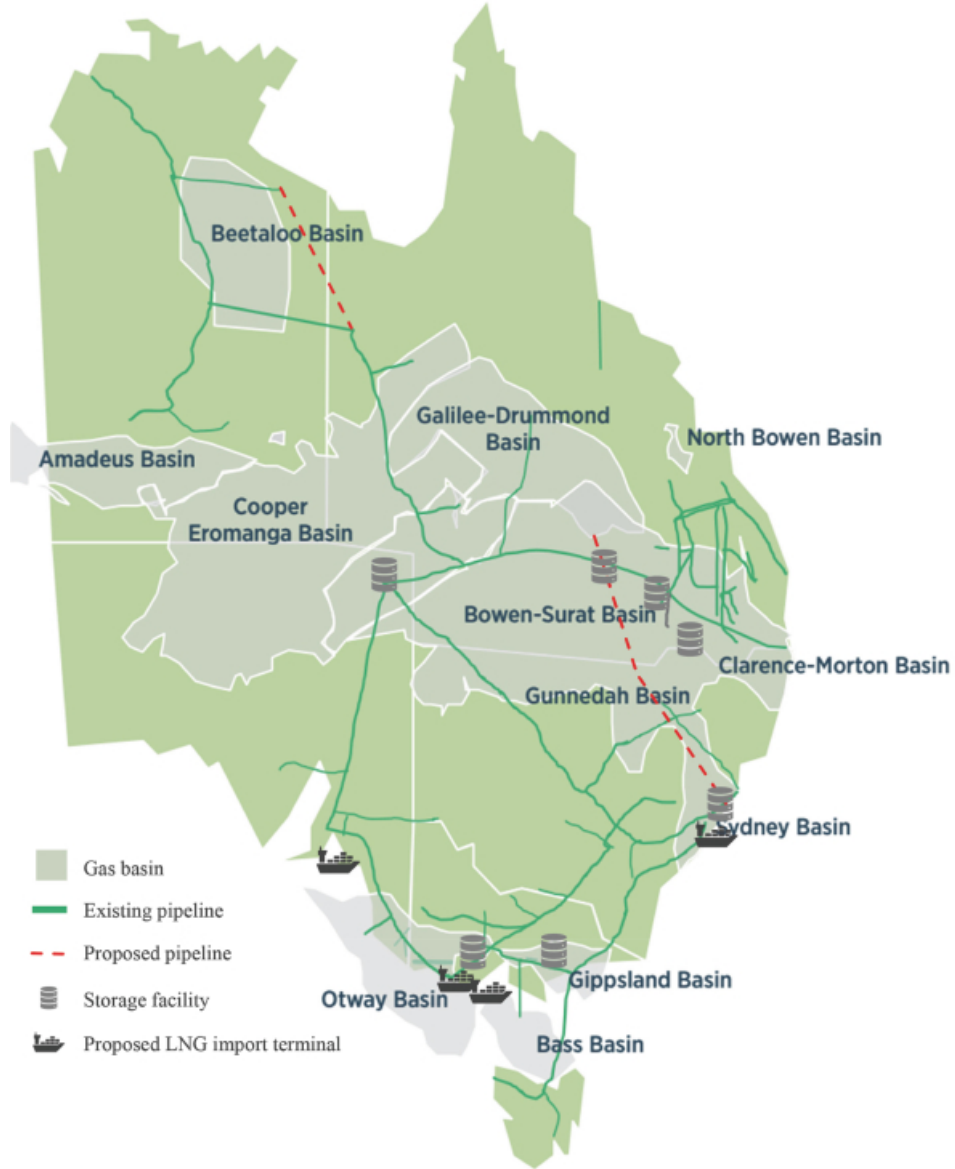 Beetaloo Basin
Galilee-Drummond
Basin
North Bowen Basin
Amadeus Basin
Cooper
Eromanga Basin
Bowen-Surat Basin
Clarence-Morton Basin
Gunnedah Basin
Sydney Basin
Gas basin
Existing pipeline
Proposed pipeline
Storage facility
Proposed LNG import terminal
Gippsland Basin
Otway Basin
Bass Basin